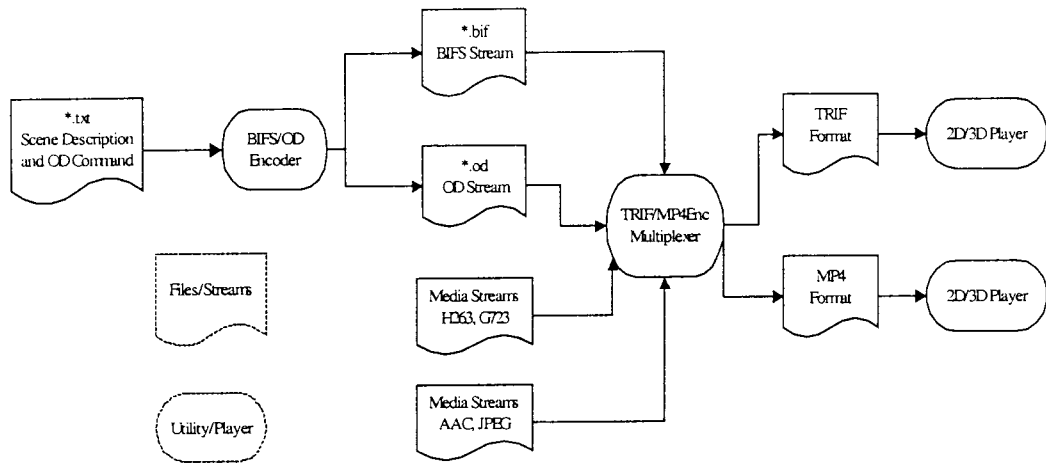 *.txt
Scene Description
and OD Command
BIFS/OD
Encoder
*.bif
BIFS Stream
*.od
OD Stream
Media Streams
H263, G723
Media Streams
AAC, JPEG
TRIF/MP4Enc
Multiplexer
TRIF
Format
2D/3D Player
MP4
Format
2D/3D Player
Files/Streams
Utility/Player